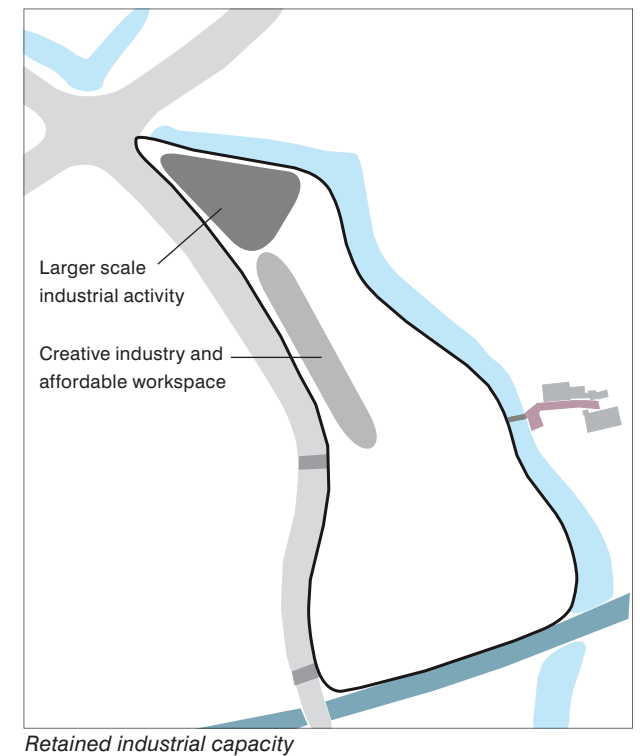 Larger scale
industrial activity
Creative industry and
affordable workspace
Retained industrial capacity